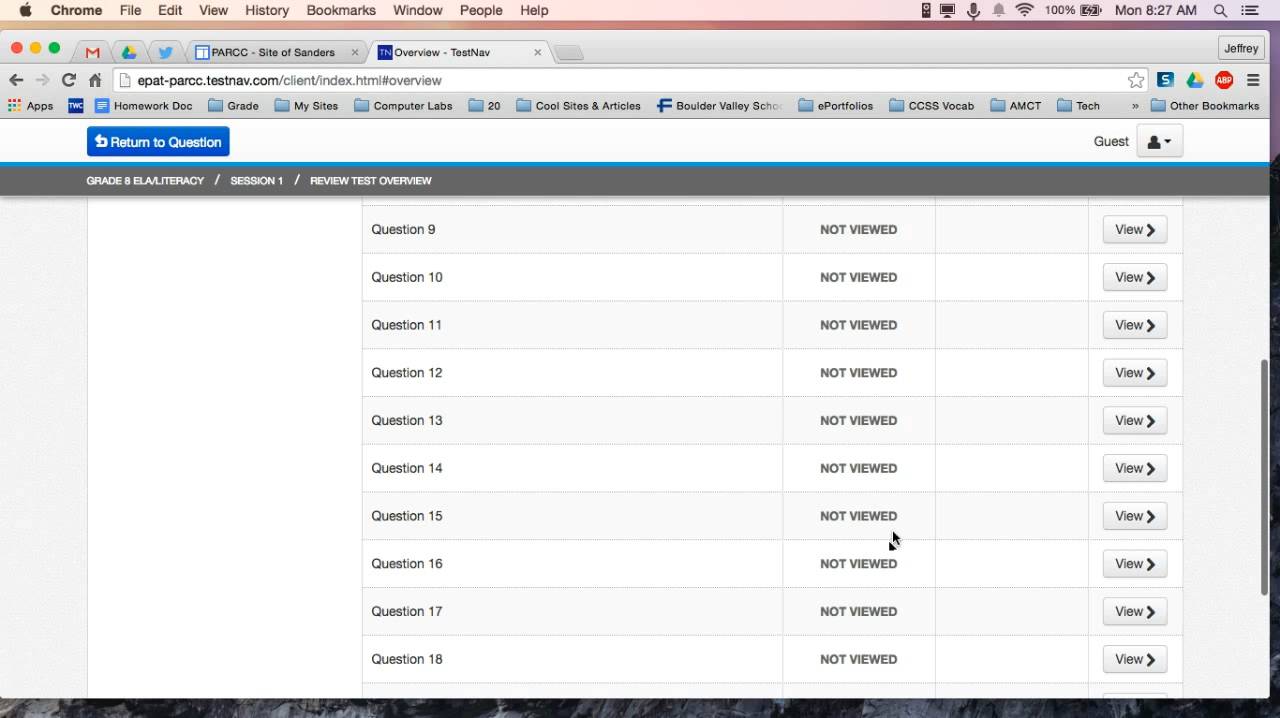 Chrome File Edit View History Bookmarks Window People Help 100% Mon 8:27 AM
PARCC - Site of Sanders TN Overview - TestNav Jeffrey
epat-parcc.testnav.com/client/index.html#overview S ABP
Apps TWC Homework Doc Grade My Sites Computer Labs 20 Cool Sites & Articles Boulder Valley Schoo ePortfolios CCSS Vocab AMCT Tech » Other Bookmarks
Return to Question Guest
GRADE 8 ELA/LITERACY / SESSION 1 / REVIEW TEST OVERVIEW
Question 9 NOT VIEWED View
Question 10 NOT VIEWED View
Question 11 NOT VIEWED View
Question 12 NOT VIEWED View
Question 13 NOT VIEWED View
Question 14 NOT VIEWED View
Question 15 NOT VIEWED View
Question 16 NOT VIEWED View
Question 17 NOT VIEWED View
Question 18 NOT VIEWED View